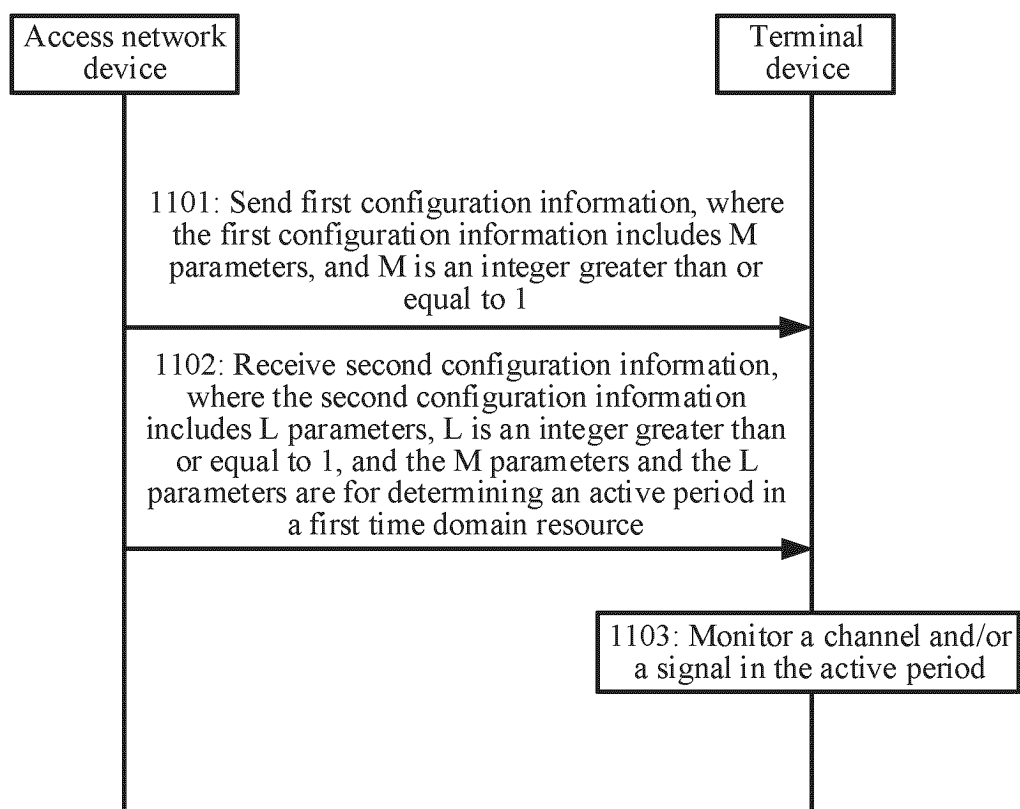 Access network
device
Terminal
device
1101: Send first configuration information, where
the first configuration information includes M
parameters, and M is an integer greater than or
equal to 1
1102: Receive second configuration information,
where the second configuration information
includes L parameters, L is an integer greater than
or equal to 1, and the M parameters and the L
parameters are for determining an active period in
a first time domain resource
1103: Monitor a channel and/or
a signal in the active period